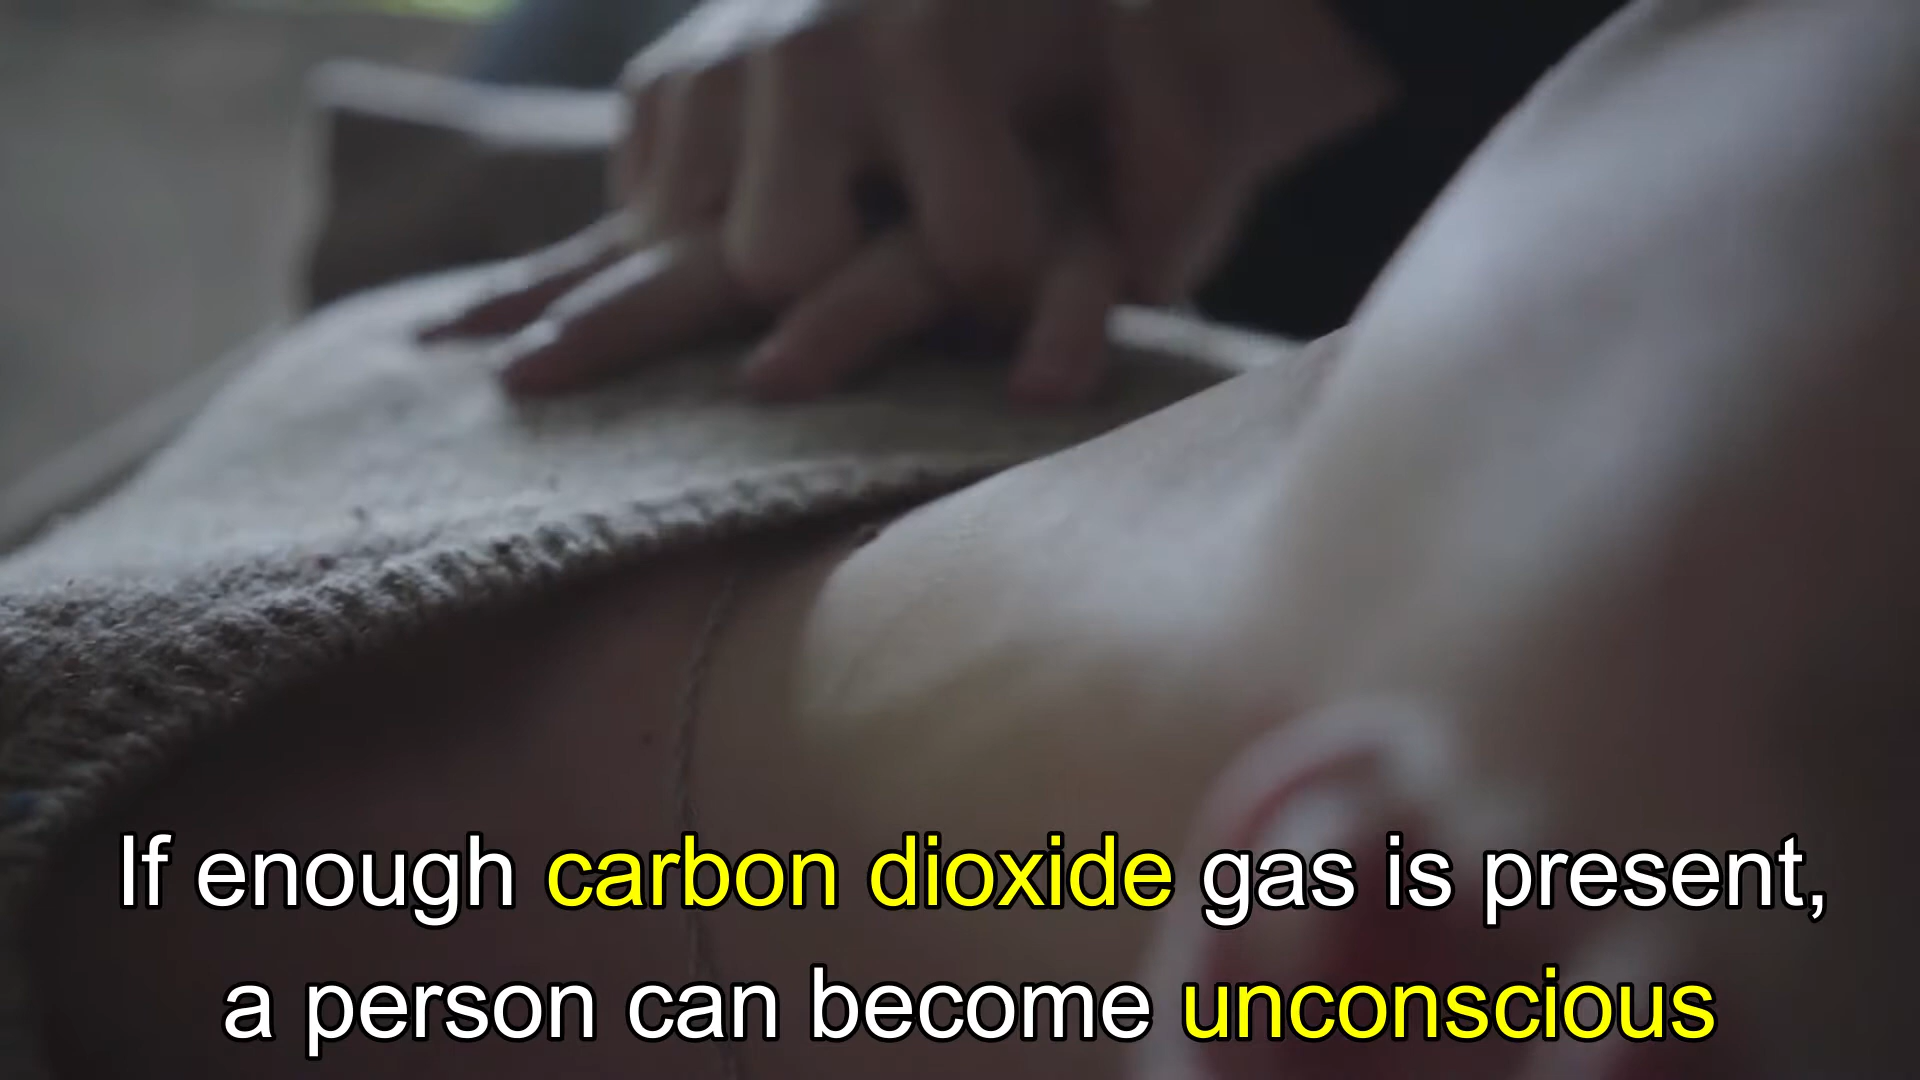 If enough carbon dioxide gas is present,
a person can become unconscious